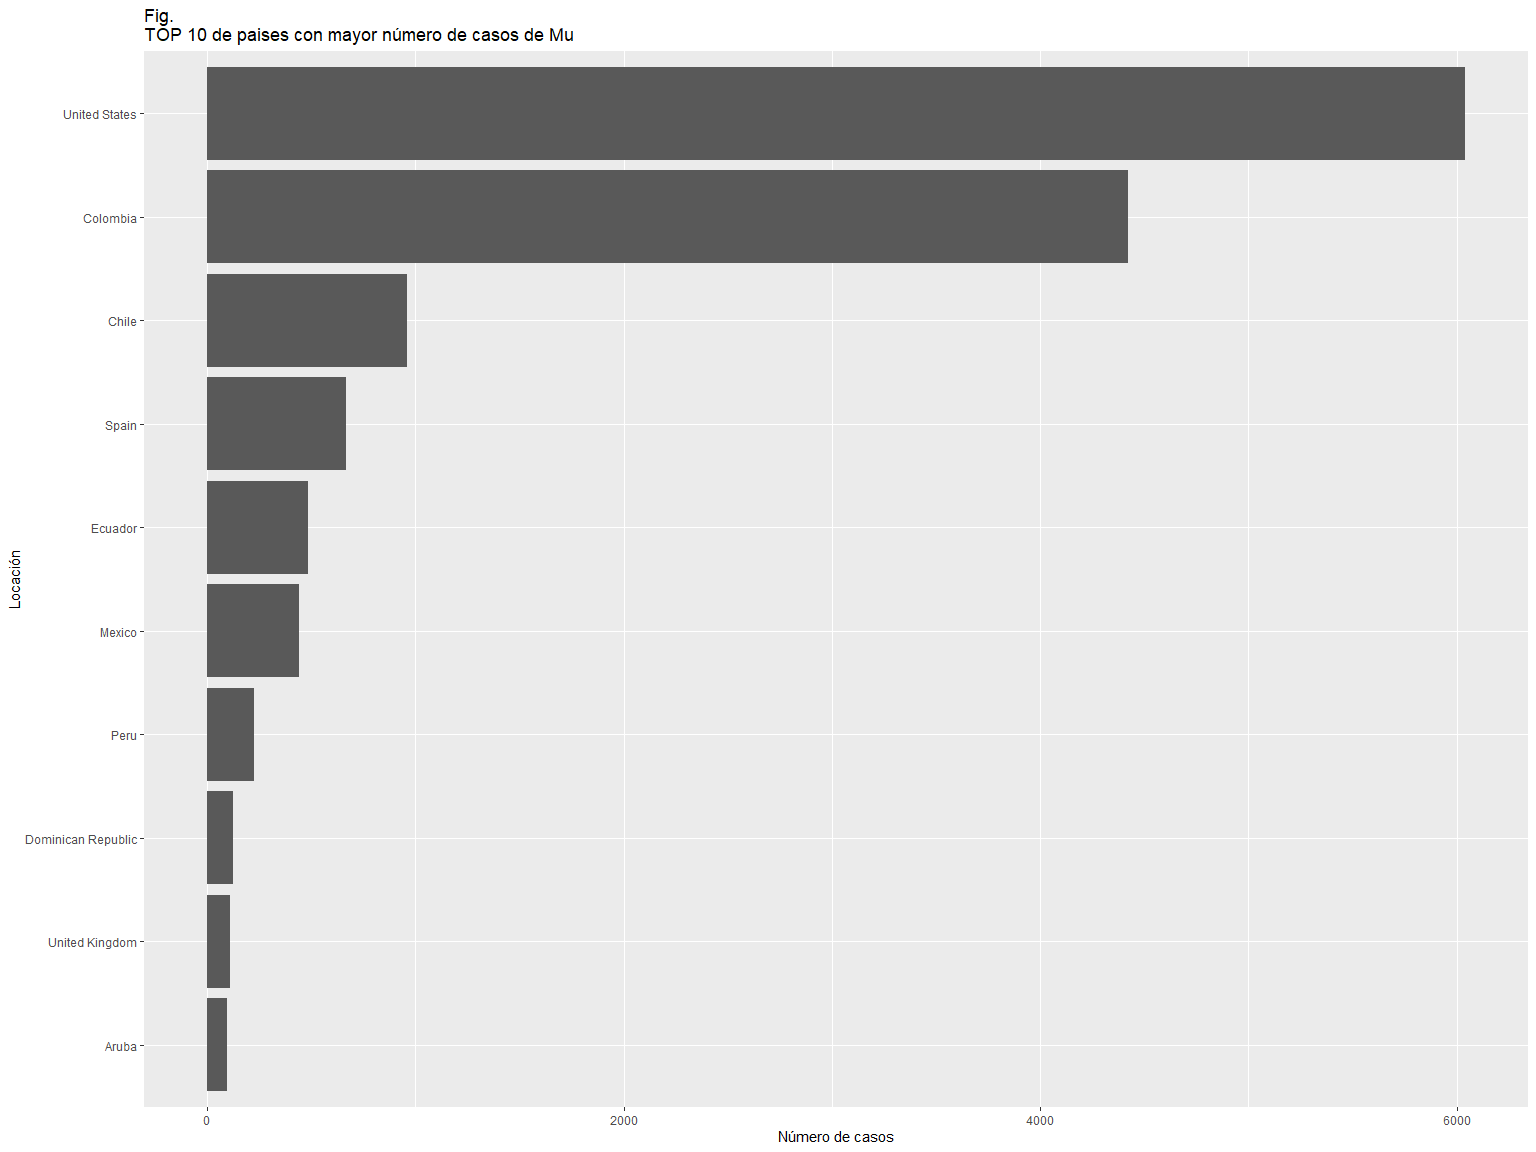 Fig.
TOP 10 de paises con mayor número de casos de Mu
United States
Colombia
Chile
Spain
Ecuador
Mexico
Peru
Dominican Republic
United Kingdom
Aruba
Locación
0 2000 4000 6000
Número de casos